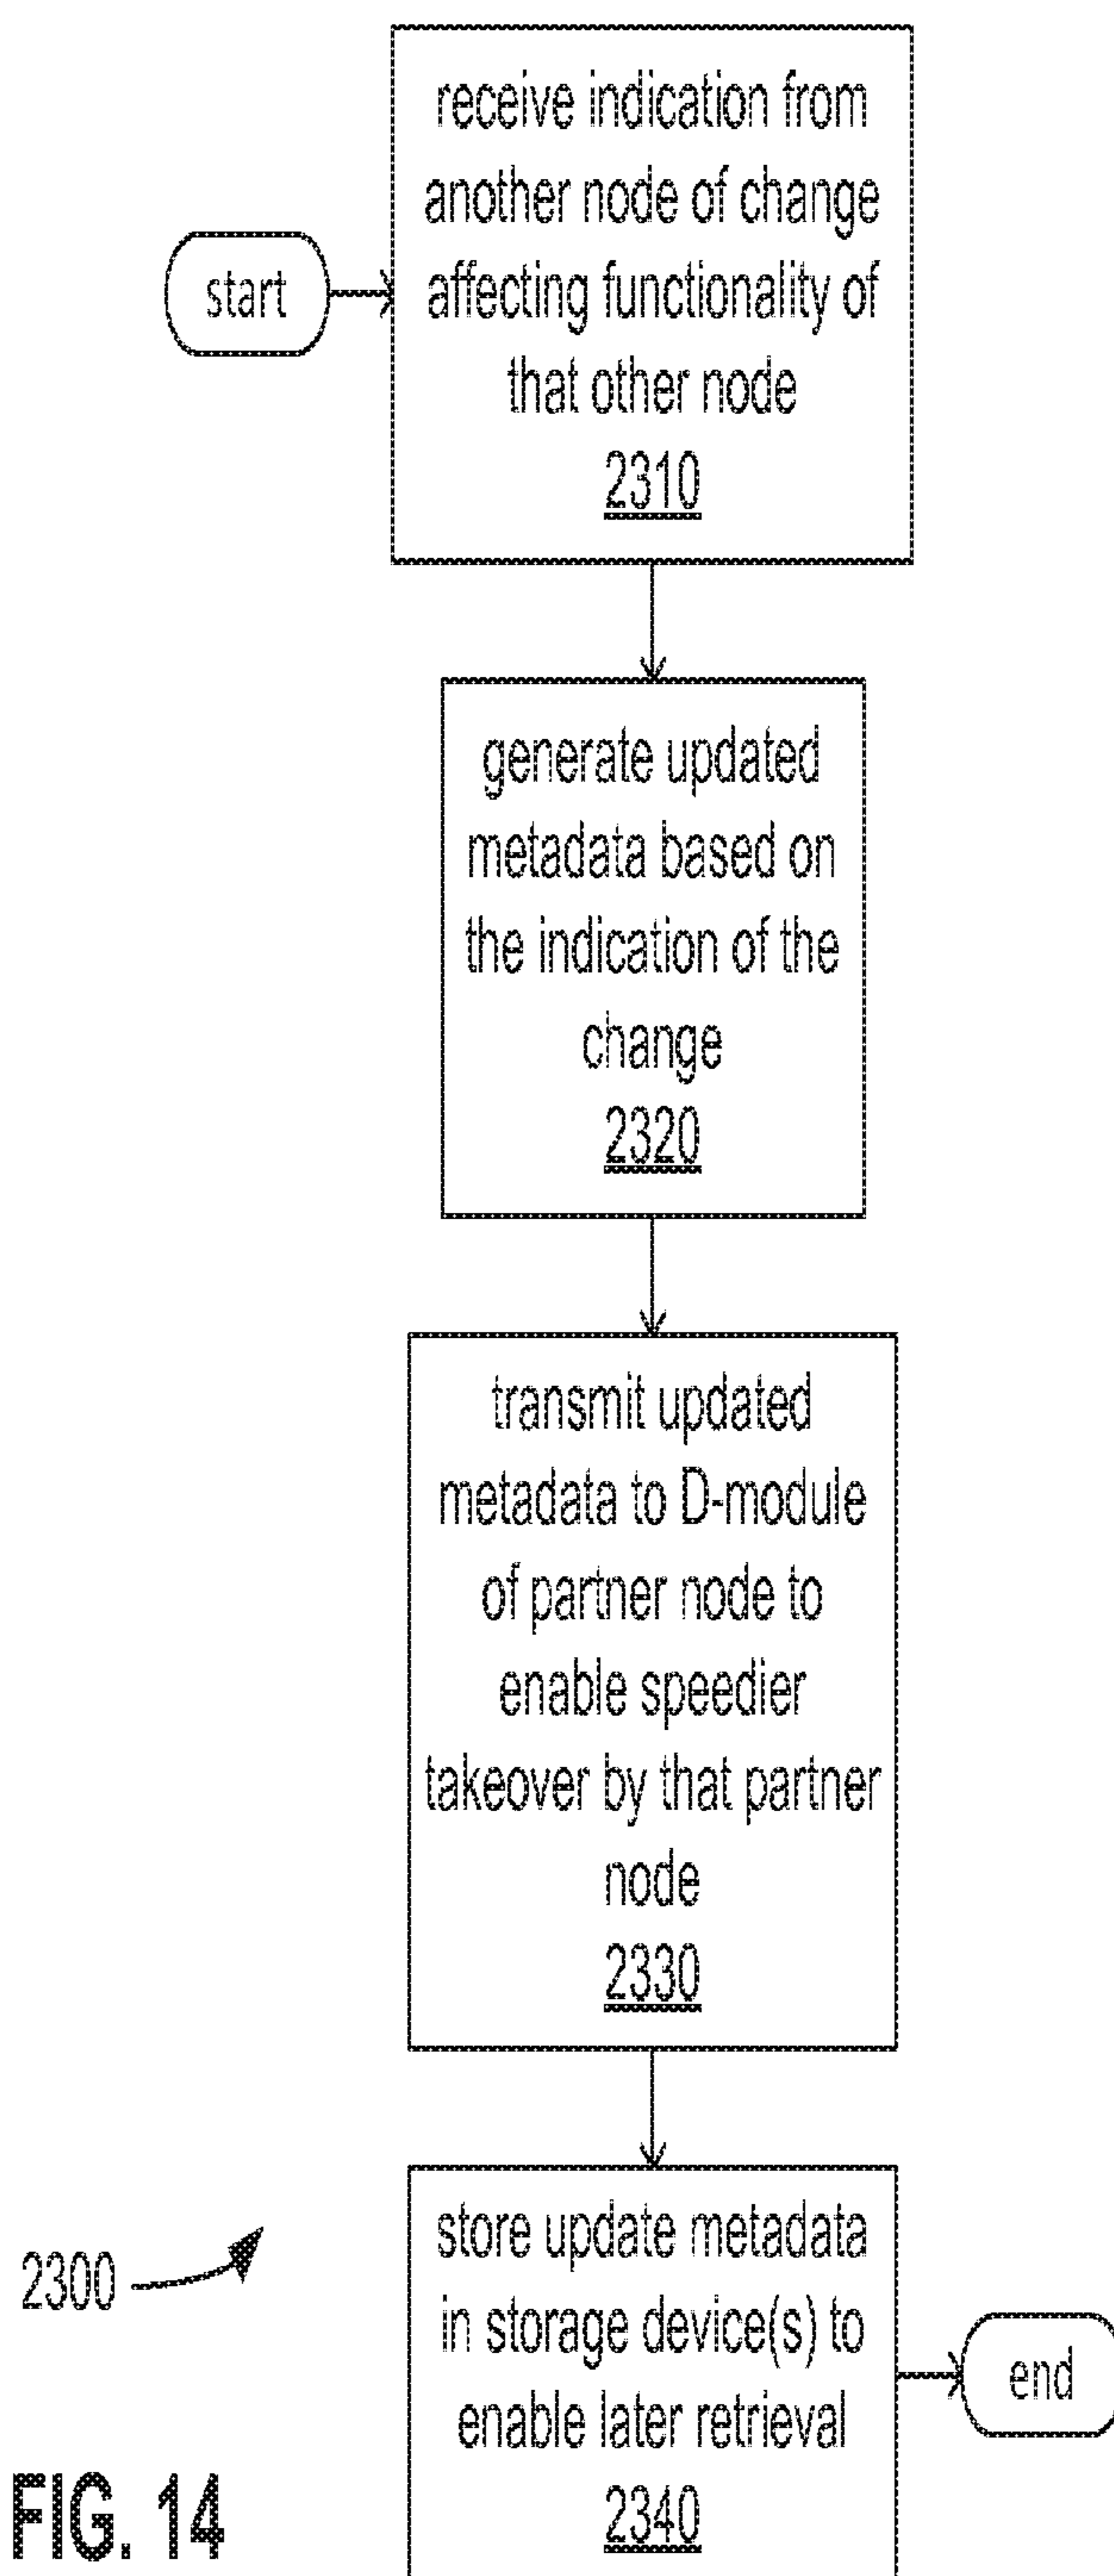 start
receive indication from
another node of change
affecting functionality of
that other node
2310
generate updated
metadata based on
the indication of the
change
2320
transmit updated
metadata to D-module
of partner node to
enable speedier
takeover by that partner
node
2330
store update metadata
in storage device(s) to
enable later retrieval
2340
end
2300
FIG. 14